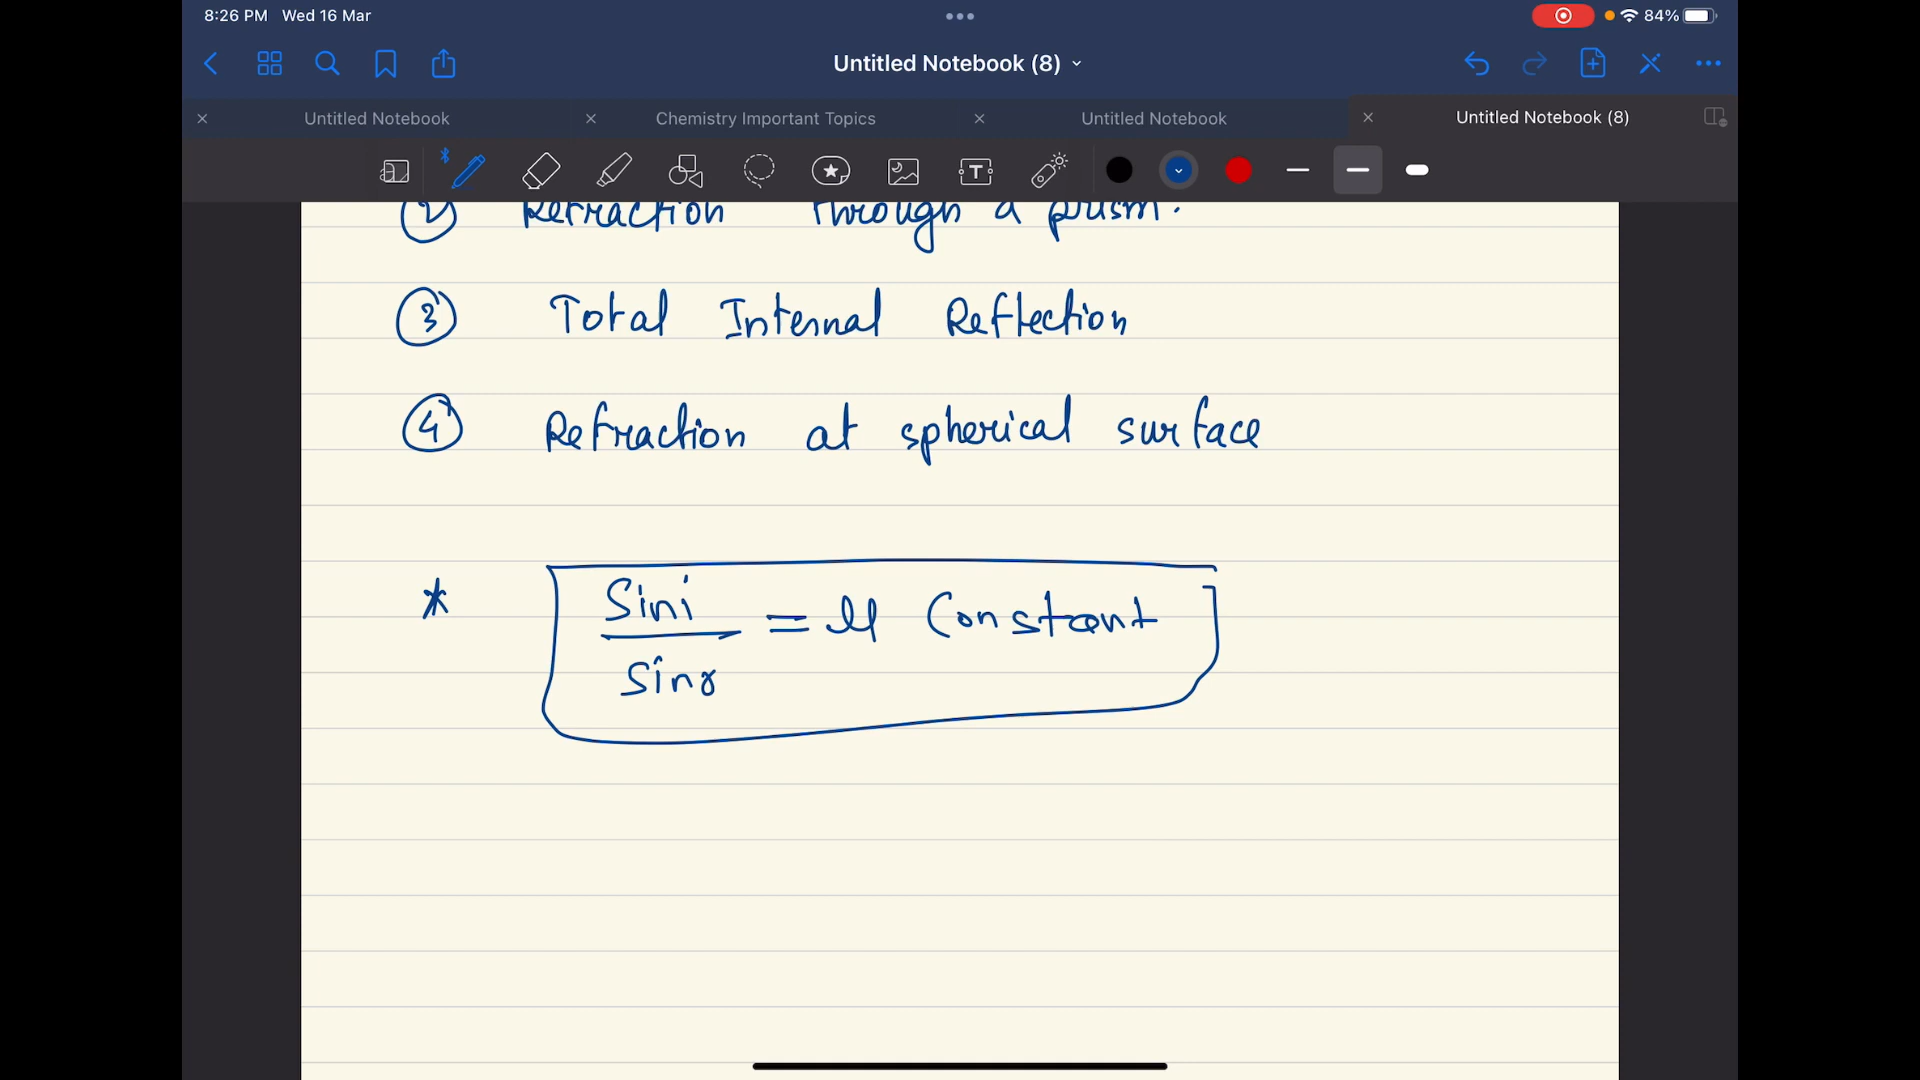 8:26 PM Wed 16 Mar
84%
Untitled Notebook (8)
Untitled Notebook
Chemistry Important Topics
Untitled Notebook
Untitled Notebook (8)
T
2 Refraction through a prism.
3 Total Internal Reflection
4 Refraction at spherical surface
* Sini
= μ Constant
Sinr